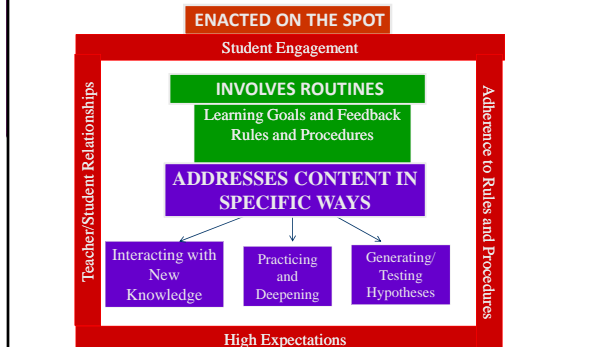 ENACTED ON THE SPOT
Student Engagement
Teacher/Student Relationships
INVOLVES ROUTINES
Learning Goals and Feedback
Rules and Procedures
ADDRESSES CONTENT IN
SPECIFIC WAYS
Interacting with
New
Knowledge
Practicing
and
Deepening
Generating/
Testing
Hypotheses
Adherence to Rules and Procedures
High Expectations